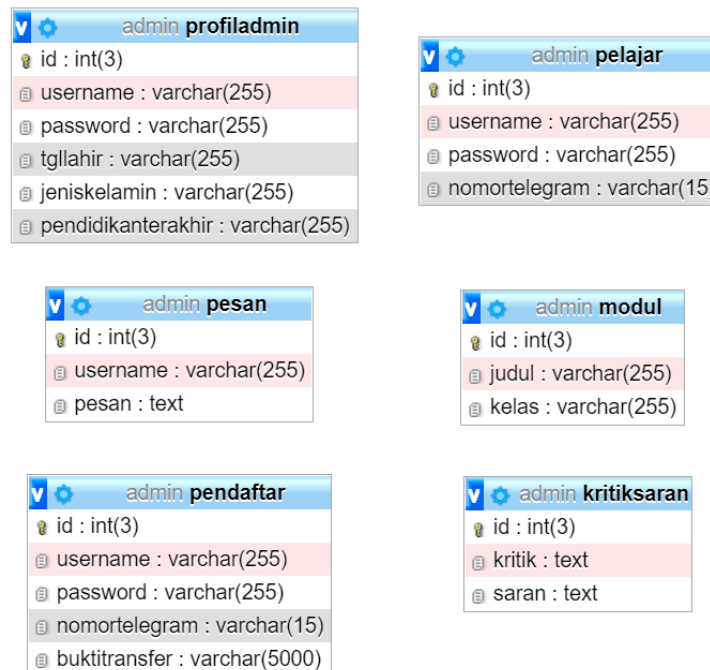 admin profiladmin
id : int(3)
username : varchar(255)
password : varchar(255)
tgllahir : varchar(255)
jeniskelamin : varchar(255)
pendidikanterakhir : varchar(255)
admin pelajar
id : int(3)
username : varchar(255)
password : varchar(255)
nomortelegram : varchar(15
admin pesan
id : int(3)
username : varchar(255)
pesan : text
admin modul
id : int(3)
judul : varchar(255)
kelas : varchar(255)
admin pendaftar
id : int(3)
username : varchar(255)
password : varchar(255)
nomortelegram : varchar(15)
buktitransfer : varchar(5000)
admin kritiksaran
id : int(3)
kritik : text
saran : text